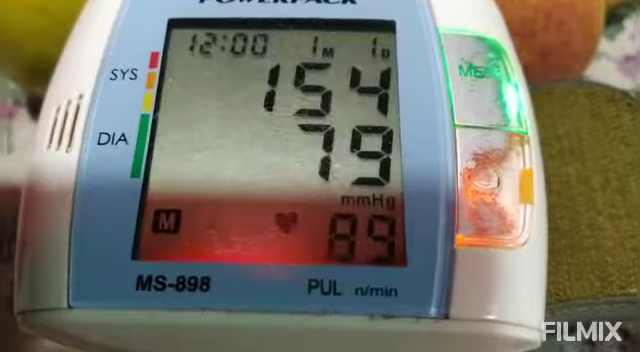 POWERPACK
12:00 1M 1D
SYS 154
DIA 79
mmHg
M 89
MS-898 PUL n/min
FILMIX